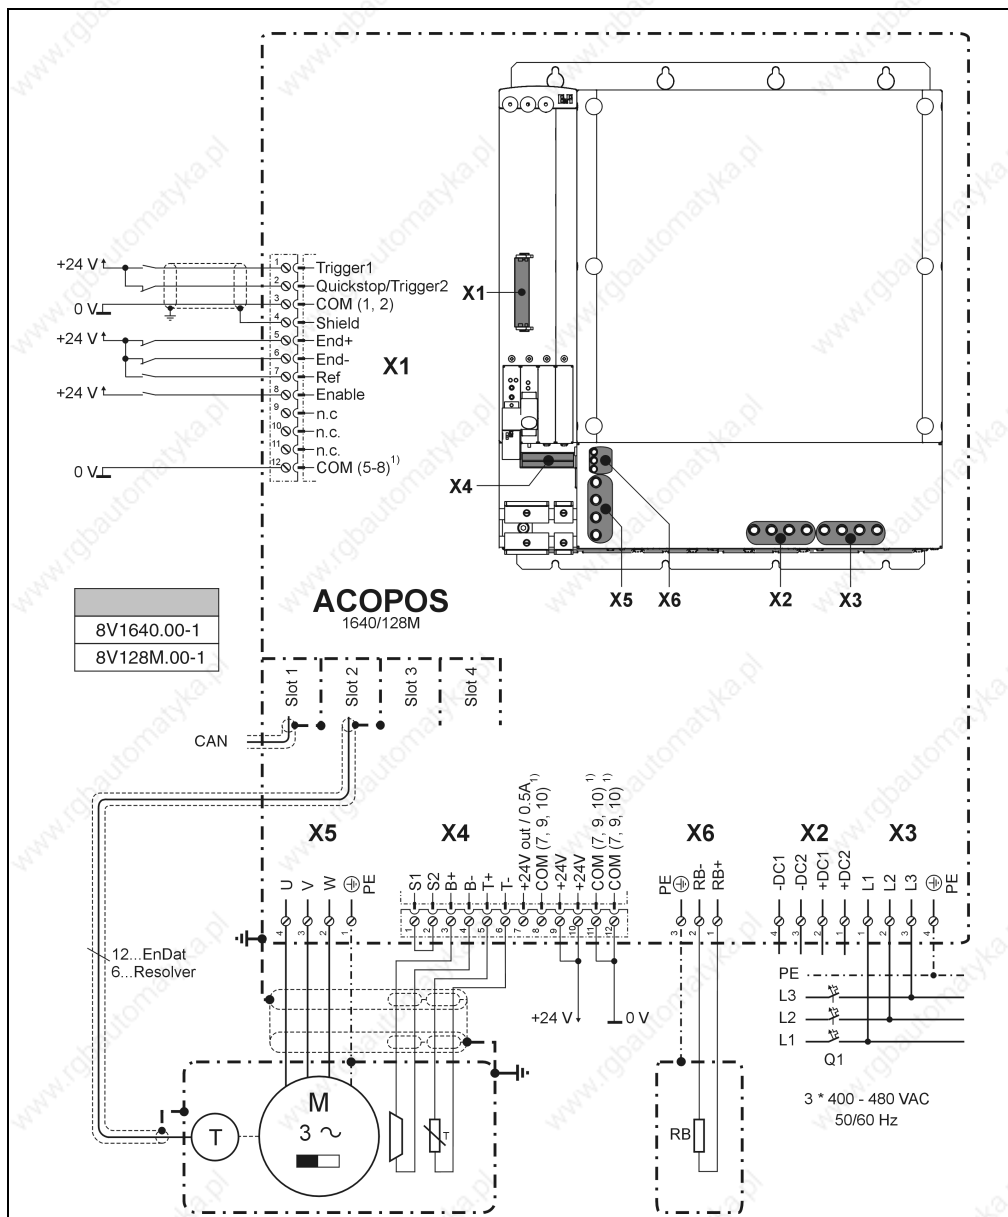 www.rgbautomatyka.pl
+24 V
1 Trigger1
2 Quickstop/Trigger2
0 V
3 COM (1, 2)
4 Shield
+24 V
5 End+
6 End-
7 Ref
+24 V
8 Enable
9 n.c
10 n.c.
11 n.c.
0 V
12 COM (5-8) 1)
X1
X1
X4
X5
X6
X2
X3
8V1640.00-1
8V128M.00-1
ACOPOS
1640/128M
Slot 1
Slot 2
Slot 3
Slot 4
CAN
X5
X4
X6
X2
X3
U
V
W
PE
4
3
2
1
S1
S2
B+
B-
T+
T-
+24V out / 0.5A 1)
COM (7, 9, 10) 1)
+24V
+24V
COM (7, 9, 10) 1)
COM (7, 9, 10) 1)
1
2
3
4
5
6
7
8
9
10
11
12
PE
RB-
RB+
3
2
1
-DC1
-DC2
+DC1
+DC2
4
3
2
1
L1
L2
L3
PE
1
2
3
4
12...EnDat
6...Resolver
+24 V
0 V
PE
L3
L2
L1
Q1
3 * 400 - 480 VAC
50/60 Hz
T
M
3 ~
T
RB